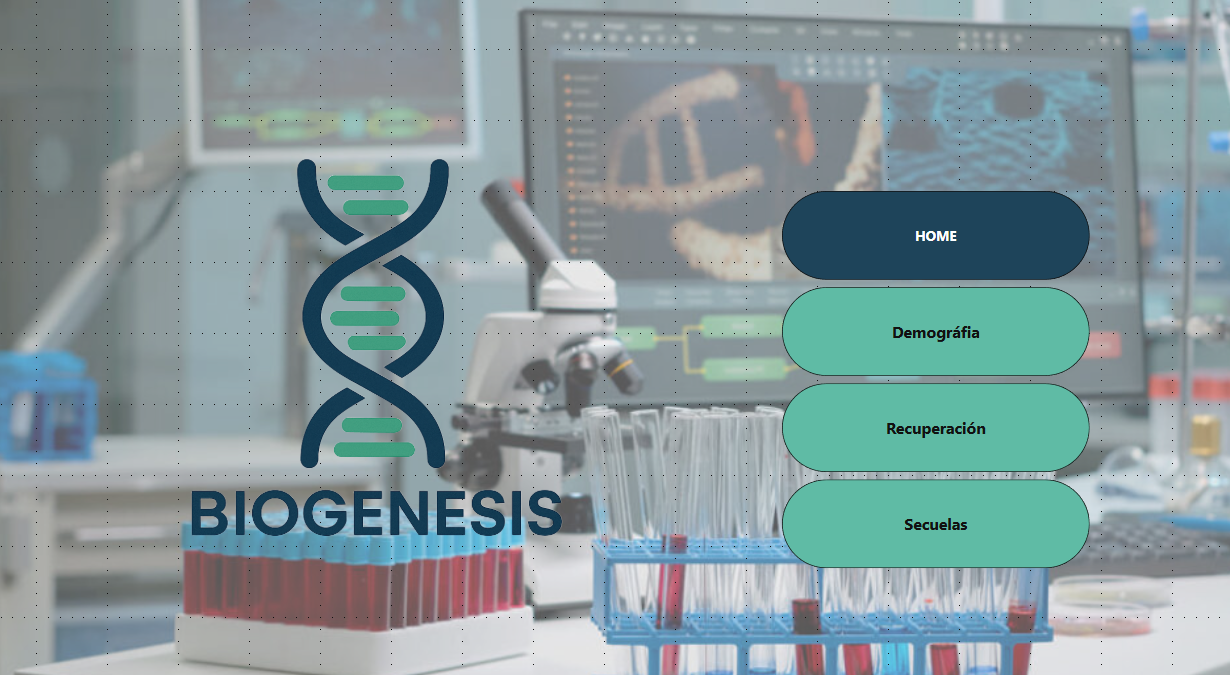 BIOGENESIS
HOME
Demográfia
Recuperación
Secuelas